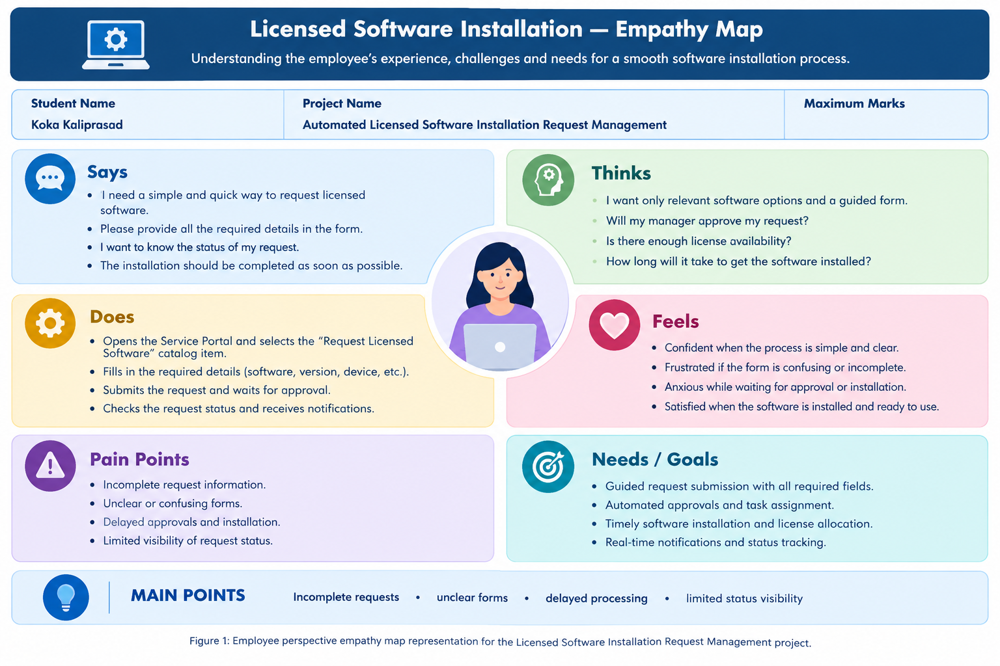 Licensed Software Installation — Empathy Map
Understanding the employee's experience, challenges and needs for a smooth software installation process.
Student Name
Koka Kaliprasad
Project Name
Automated Licensed Software Installation Request Management
Maximum Marks
Says
• 'I need a simple and quick way to request licensed
software.
• Please provide all the required details in the form.
• I want to know the status of my request.
• The installation should be completed as soon as possible.
Thinks
• I want only relevant software options and a guided form.
• Will my manager approve my request?
• Is there enough license availability?
• How long will it take to get the software installed?
Does
• Opens the Service Portal and selects the “Request Licensed
Software” catalog item.
• Fills in the required details (software, version, device, etc.).
• Submits the request and waits for approval.
• Checks the request status and receives notifications.
Feels
• Confident when the process is simple and clear.
• Frustrated if the form is confusing or incomplete.
• Anxious while waiting for approval or installation.
• Satisfied when the software is installed and ready to use.
Pain Points
• Incomplete request information.
• Unclear or confusing forms.
• Delayed approvals and installation.
• Limited visibility of request status.
Needs / Goals
• Guided request submission with all required fields.
• Automated approvals and task assignment.
• Timely software installation and license allocation.
• Real-time notifications and status tracking.
MAIN POINTS
Incomplete requests • unclear forms • delayed processing • limited status visibility
Figure 1: Employee perspective empathy map representation for the Licensed Software Installation Request Management project.